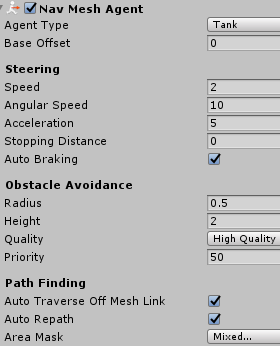 Nav Mesh Agent
Agent Type Tank
Base Offset 0
Steering
Speed 2
Angular Speed 10
Acceleration 5
Stopping Distance 0
Auto Braking
Obstacle Avoidance
Radius 0.5
Height 2
Quality High Quality
Priority 50
Path Finding
Auto Traverse Off Mesh Link
Auto Repath
Area Mask Mixed...